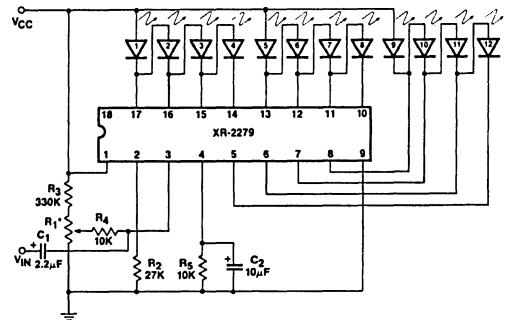 VCC
1 2 3 4 5 6 7 8 9 10 11 12
17 16 15 14 13 12 11 10
18
XR-2279
1 2 3 4 5 6 7 8 9
R3
330K
R1*
R4
10K
C1
+
VIN
2.2µF
R2
27K
R5
10K
+
C2
10µF